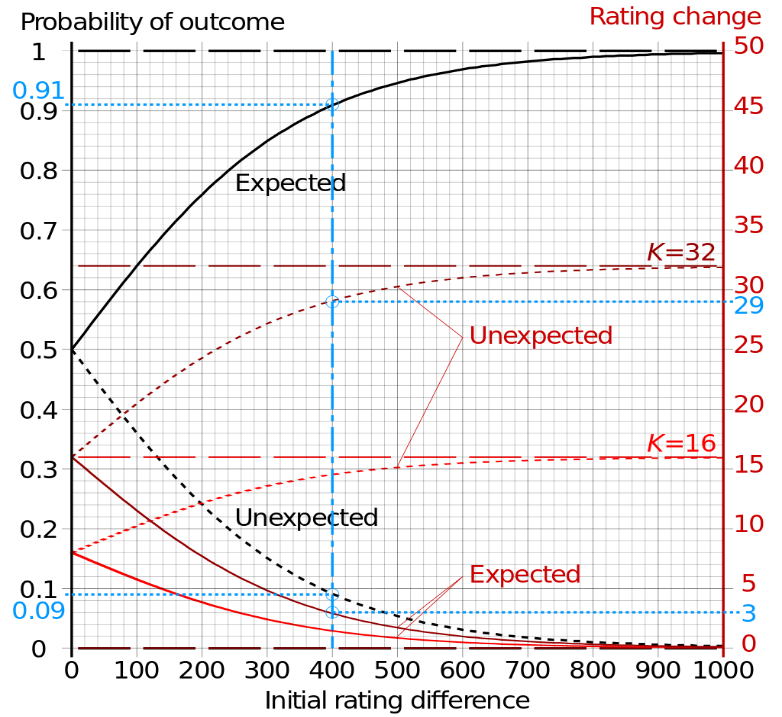 Probability of outcome
Rating change
1
0.91
0.9
0.8
0.7
0.6
0.5
0.4
0.3
0.2
0.1
0.09
0
50
45
40
35
30
29
25
20
15
10
5
3
0
Expected
K=32
Unexpected
K=16
Unexpected
Expected
0 100 200 300 400 500 600 700 800 900 1000
Initial rating difference